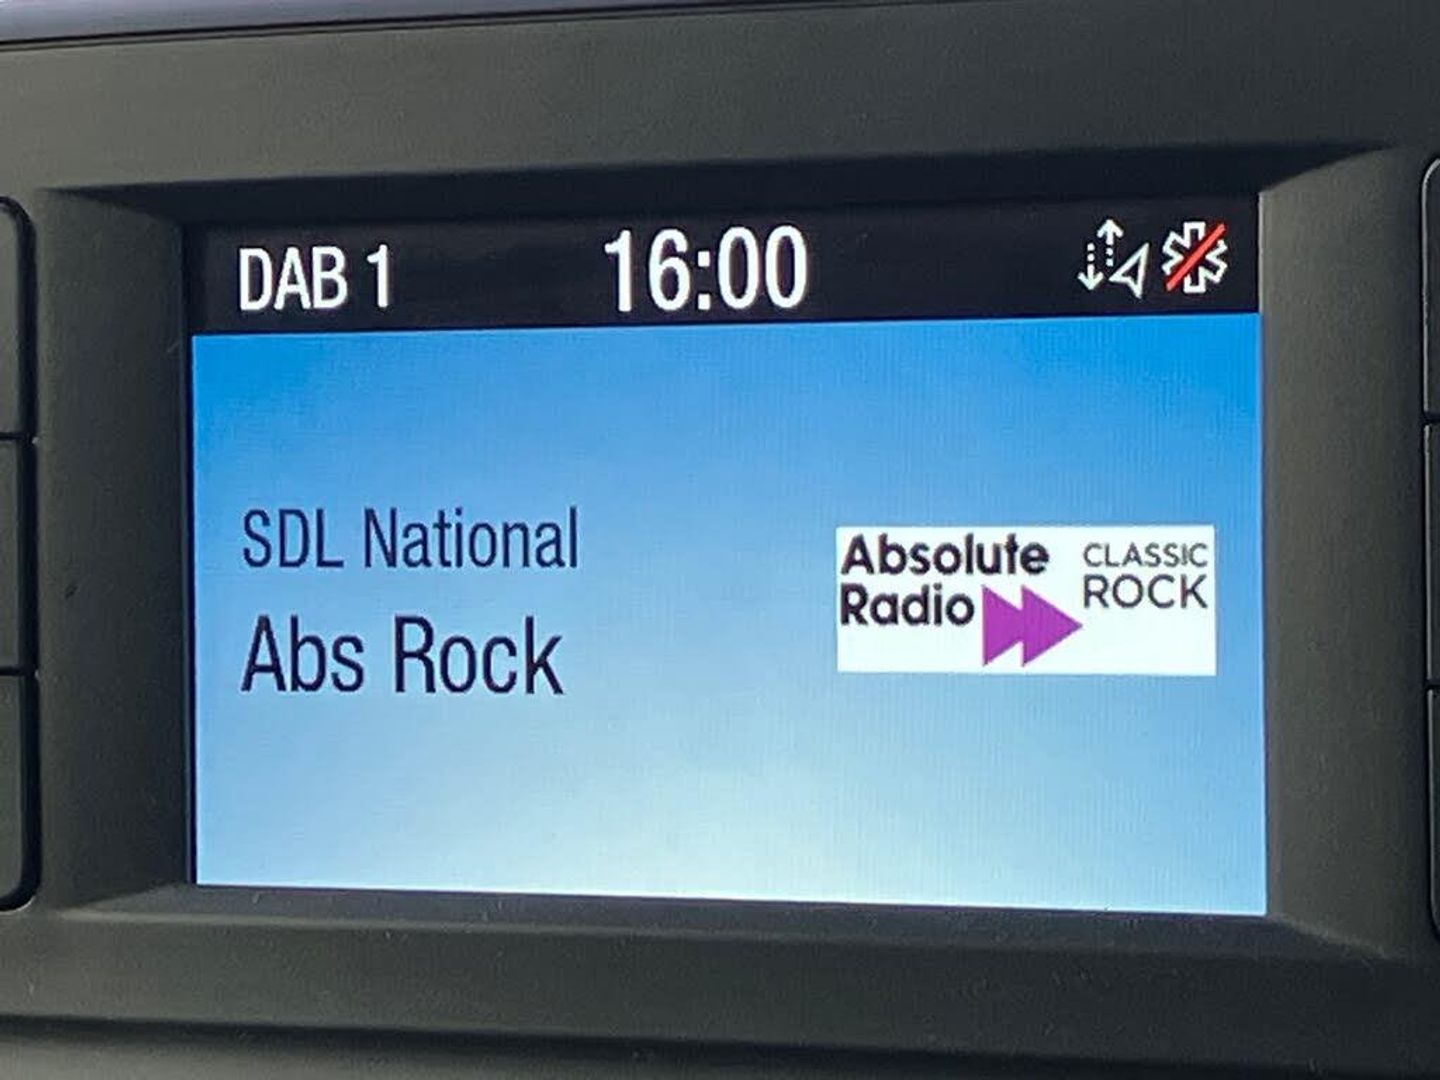 DAB 1 16:00
SDL National
Abs Rock
Absolute
Radio
CLASSIC
ROCK